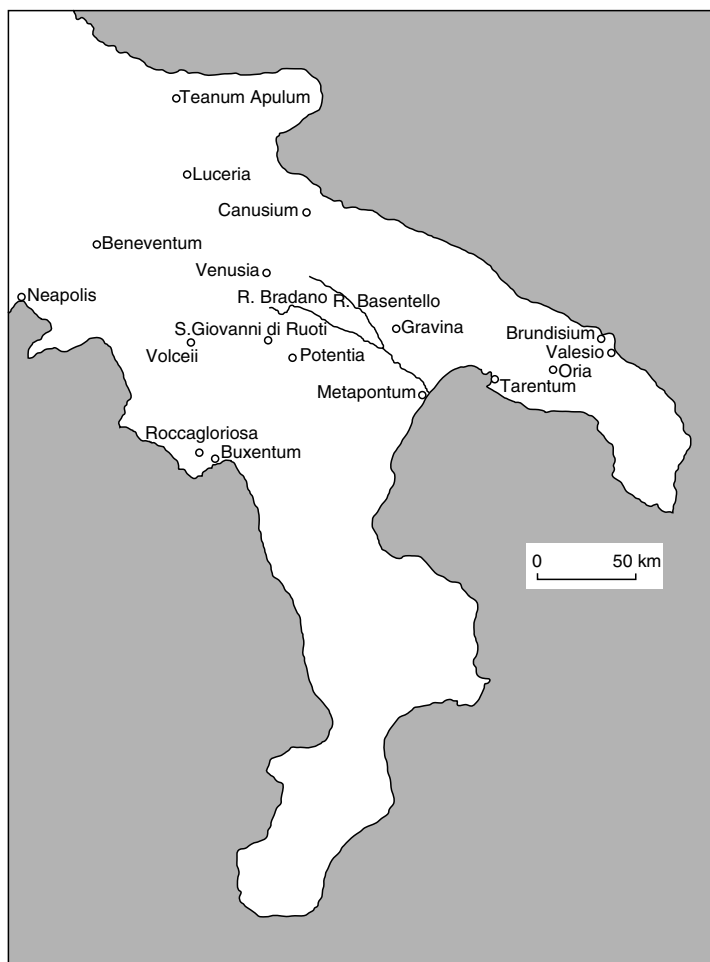 Teanum Apulum
Luceria
Canusium
Beneventum
Venusia
Neapolis
R. Bradano
R. Basentello
S.Giovanni di Ruoti
Gravina
Volceii
Potentia
Brundisium
Valesio
Oria
Tarentum
Metapontum
Roccagloriosa
Buxentum
0 50 km